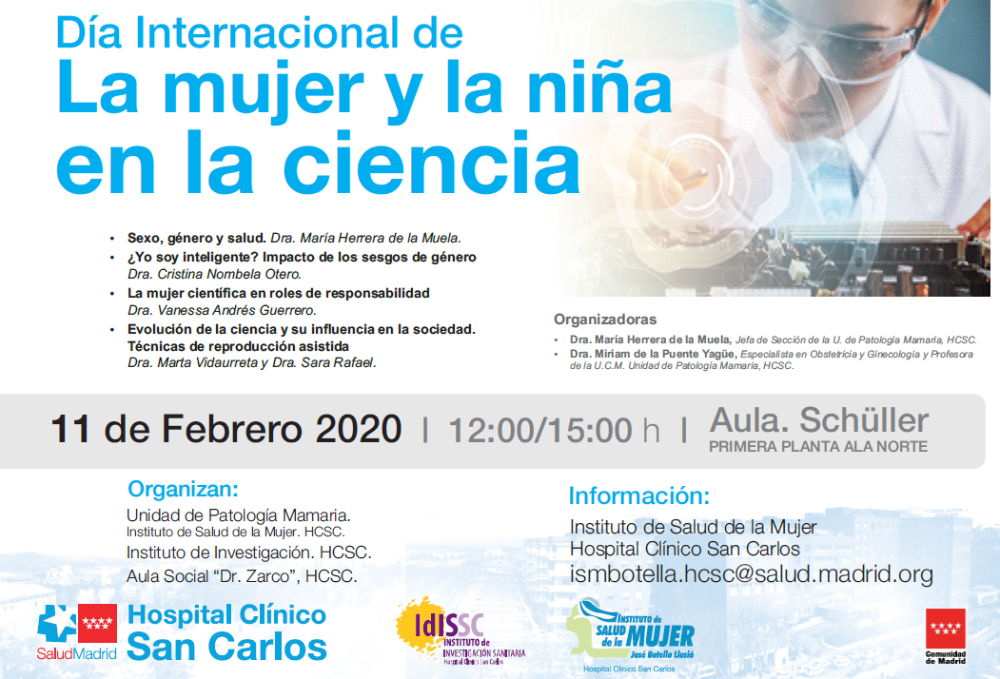 Día Internacional de
La mujer y la niña
en la ciencia
• Sexo, género y salud. Dra. María Herrera de la Muela.
• ¿Yo soy inteligente? Impacto de los sesgos de género
Dra. Cristina Nombela Otero.
• La mujer científica en roles de responsabilidad
Dra. Vanessa Andrés Guerrero.
• Evolución de la ciencia y su influencia en la sociedad.
Técnicas de reproducción asistida
Dra. Marta Vidaurreta y Dra. Sara Rafael.
Organizadoras
• Dra. María Herrera de la Muela, Jefa de Sección de la U. de Patología Mamaria, HCSC.
• Dra. Miriam de la Puente Yagüe, Especialista en Obstetricia y Ginecología y Profesora
de la U.C.M. Unidad de Patología Mamaria, HCSC.
11 de Febrero 2020 | 12:00/15:00 h | Aula. Schüller
PRIMERA PLANTA ALA NORTE
Organizan:
Unidad de Patología Mamaria.
Instituto de Salud de la Mujer. HCSC.
Instituto de Investigación. HCSC.
Aula Social “Dr. Zarco”, HCSC.
Información:
Instituto de Salud de la Mujer
Hospital Clínico San Carlos
ismbotella.hcsc@salud.madrid.org
SaludMadrid
Hospital Clínico
San Carlos
IdISSC
INSTITUTO de
INVESTIGACIÓN SANITARIA
Hospital Clínico San Carlos
INSTITUTO de
SALUD
de la MUJER
José Botella Llusiá
Hospital Clínico San Carlos
Comunidad
de Madrid